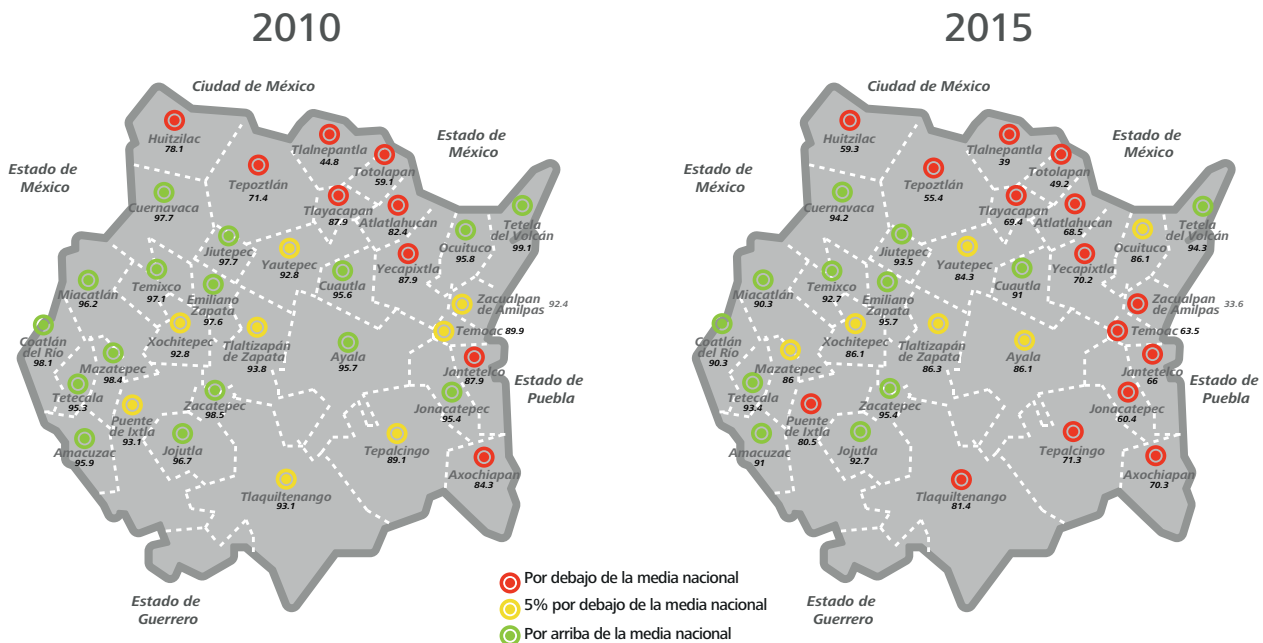 2010
Ciudad de México
Estado de
México
Estado de
México
Huitzilac
78.1
Tlalnepantla
44.8
Totolapan
59.1
Tepoztlán
71.4
Tlayacapan
87.9
Atlatlahucan
82.4
Cuernavaca
97.7
Tetela
del Volcán
99.1
Ocuituco
95.8
Jiutepec
97.7
Yautepec
92.8
Yecapixtla
87.9
Cuautla
95.6
Temixco
97.1
Emiliano
Zapata
97.6
Miacatlán
96.2
Zacualpan
de Amilpas
92.4
Temoac 89.9
Coatlán
del Río
98.1
Xochitepec
92.8
Tlaltizapán
de Zapata
93.8
Ayala
95.7
Mazatepec
98.4
Jantetelco
87.9
Tetecala
95.3
Zacatepec
98.5
Jonacatepec
95.4
Estado de
Puebla
Puente
de Ixtla
93.1
Amacuzac
95.9
Jojutla
96.7
Tepalcingo
89.1
Axochiapan
84.3
Tlaquiltenango
93.1
Estado de
Guerrero
2015
Ciudad de México
Estado de
México
Estado de
México
Huitzilac
59.3
Tlalnepantla
39
Totolapan
49.2
Tepoztlán
55.4
Tlayacapan
69.4
Atlatlahucan
68.5
Cuernavaca
94.2
Tetela
del Volcán
94.3
Ocuituco
86.1
Jiutepec
93.5
Yautepec
84.3
Yecapixtla
70.2
Cuautla
91
Temixco
92.7
Emiliano
Zapata
95.7
Miacatlán
90.3
Zacualpan
de Amilpas
33.6
Temoac 63.5
Coatlán
del Río
90.3
Xochitepec
86.1
Tlaltizapán
de Zapata
86.3
Ayala
86.1
Mazatepec
86
Jantetelco
66
Tetecala
93.4
Zacatepec
95.4
Jonacatepec
60.4
Estado de
Puebla
Puente
de Ixtla
80.5
Amacuzac
91
Jojutla
92.7
Tepalcingo
71.3
Axochiapan
70.3
Tlaquiltenango
81.4
Estado de
Guerrero
Por debajo de la media nacional
5% por debajo de la media nacional
Por arriba de la media nacional